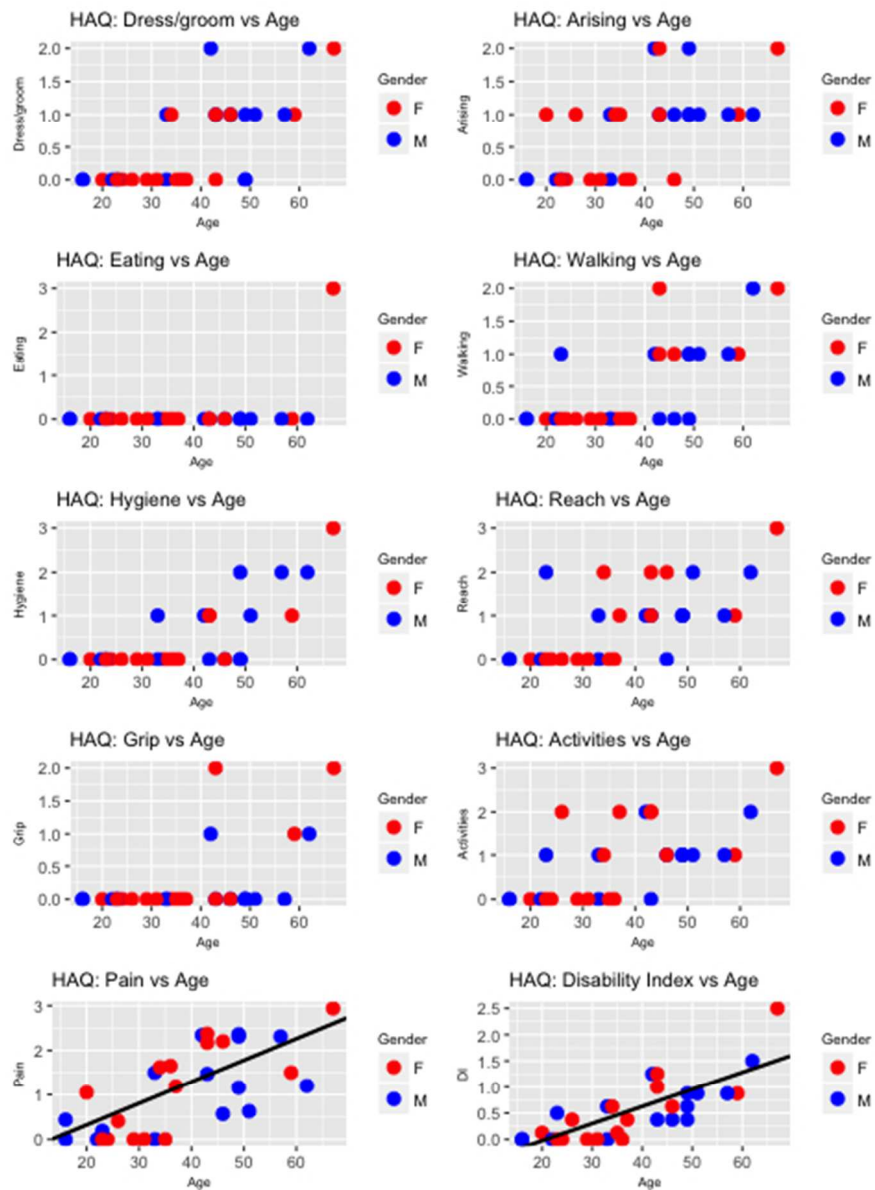 HAQ: Dress/groom vs Age
2.0
1.5
1.0
0.5
0.0
Dress/groom
20 30 40 50 60
Age
Gender
F
M
HAQ: Arising vs Age
2.0
1.5
1.0
0.5
0.0
Arising
20 30 40 50 60
Age
Gender
F
M
HAQ: Eating vs Age
3
2
1
0
Eating
20 30 40 50 60
Age
Gender
F
M
HAQ: Walking vs Age
2.0
1.5
1.0
0.5
0.0
Walking
20 30 40 50 60
Age
Gender
F
M
HAQ: Hygiene vs Age
3
2
1
0
Hygiene
20 30 40 50 60
Age
Gender
F
M
HAQ: Reach vs Age
3
2
1
0
Reach
20 30 40 50 60
Age
Gender
F
M
HAQ: Grip vs Age
2.0
1.5
1.0
0.5
0.0
Grip
20 30 40 50 60
Age
Gender
F
M
HAQ: Activities vs Age
3
2
1
0
Activities
20 30 40 50 60
Age
Gender
F
M
HAQ: Pain vs Age
3
2
1
0
Pain
20 30 40 50 60
Age
Gender
F
M
HAQ: Disability Index vs Age
2.5
2.0
1.5
1.0
0.5
0.0
DI
20 30 40 50 60
Age
Gender
F
M